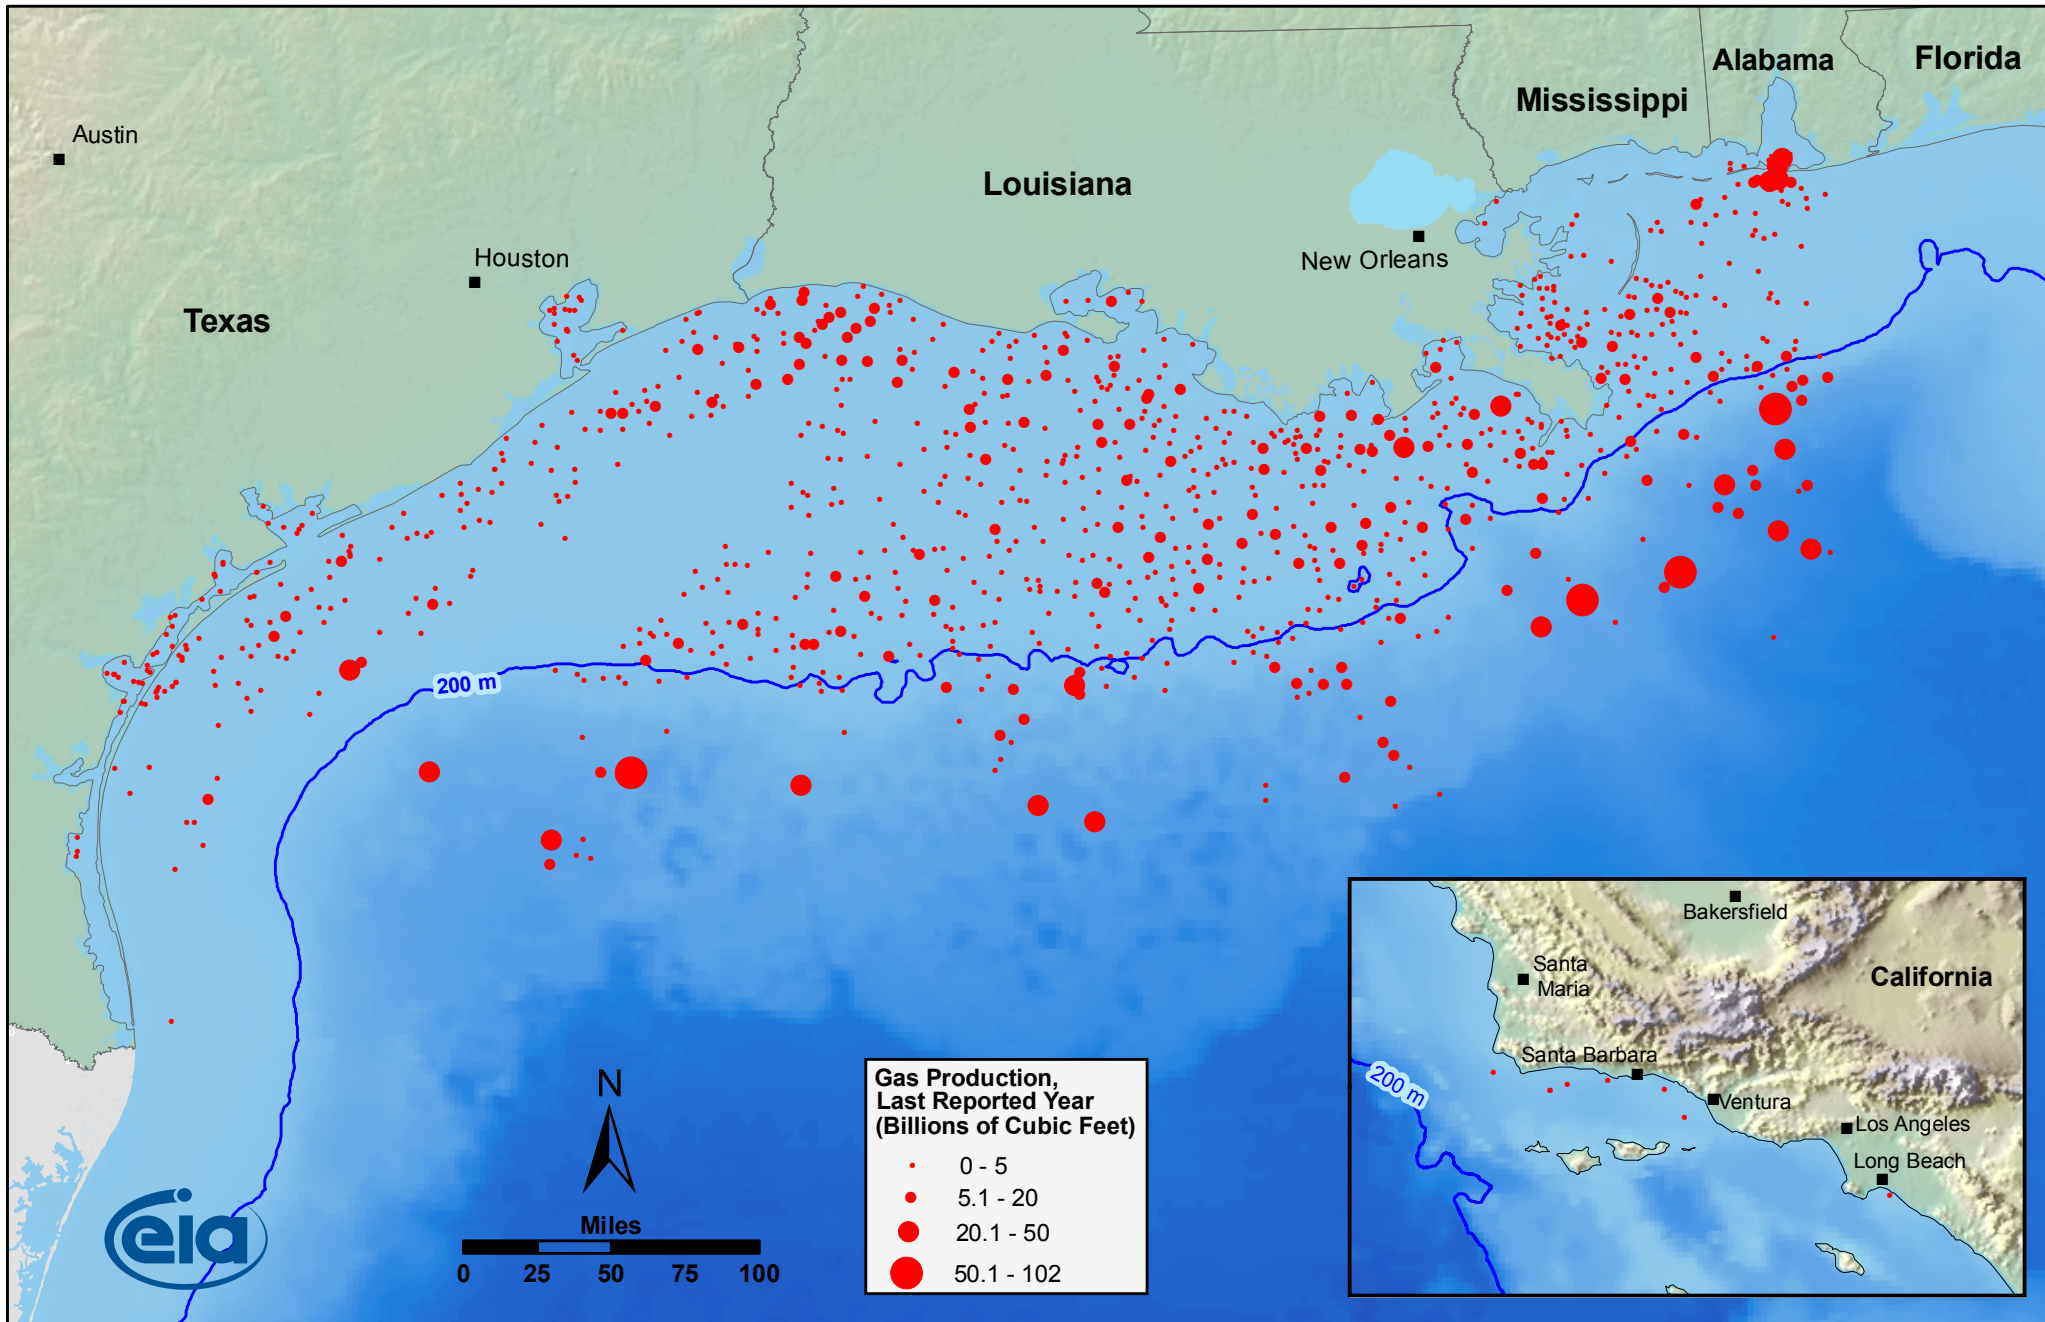 Alabama
Florida
Mississippi
Austin
Louisiana
New Orleans
Houston
Texas
200 m
Bakersfield
Santa
Maria
California
Santa Barbara
200 m
Ventura
Los Angeles
Long Beach
N
Miles
0 25 50 75 100
Gas Production,
Last Reported Year
(Billions of Cubic Feet)
0 - 5
5.1 - 20
20.1 - 50
50.1 - 102
eia